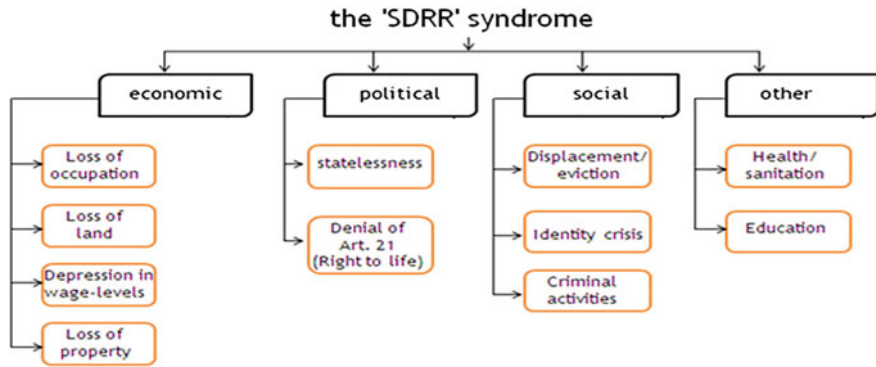 the 'SDRR' syndrome
economic
political
social
other
Loss of
occupation
Loss of
land
Depression in
wage-levels
Loss of
property
statelessness
Denial of
Art. 21
(Right to life)
Displacement/
eviction
Identity crisis
Criminal
activities
Health/
sanitation
Education